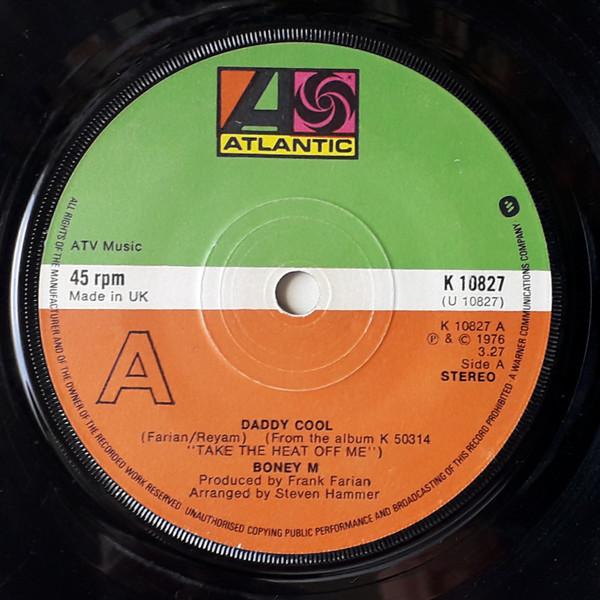 ATLANTIC
ATV Music
45 rpm
Made in UK
K 10827
(U 10827)
K 10827 A
℗ & © 1976
3.27
Side A
STEREO
A
DADDY COOL
(Farian/Reyam) (From the album K 50314
"TAKE THE HEAT OFF ME")
BONEY M
Produced by Frank Farian
Arranged by Steven Hammer
ALL RIGHTS OF THE MANUFACTURER AND OF THE OWNER OF THE RECORDED WORK RESERVED UNAUTHORISED COPYING PUBLIC PERFORMANCE AND BROADCASTING OF THIS RECORD PROHIBITED A WARNER COMMUNICATIONS COMPANY